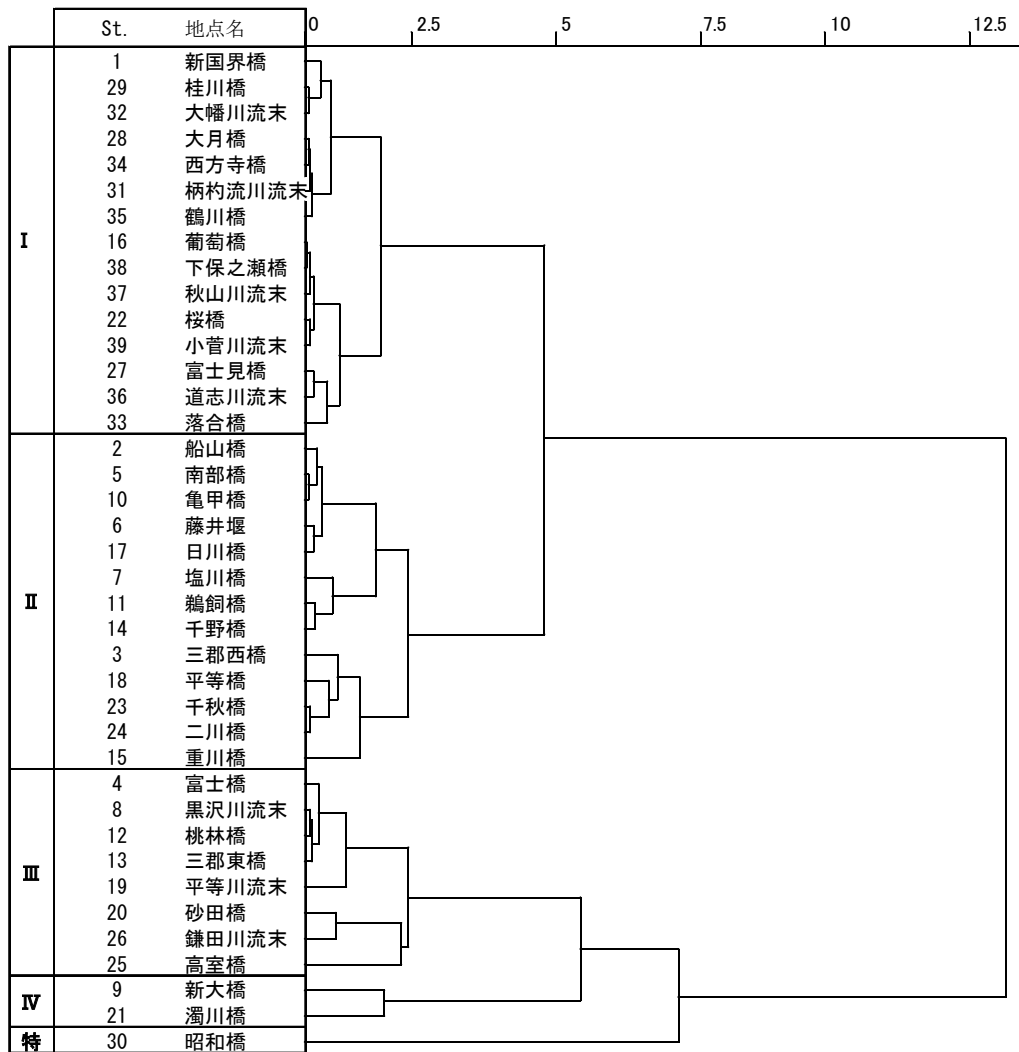 St. 地点名 0 2.5 5 7.5 10 12.5
1 新国界橋
29 桂川橋
32 大幡川流末
28 大月橋
34 西方寺橋
31 柄杓流川流末
35 鶴川橋
Ⅰ 16 葡萄橋
38 下保之瀬橋
37 秋山川流末
22 桜橋
39 小菅川流末
27 富士見橋
36 道志川流末
33 落合橋
2 船山橋
5 南部橋
10 亀甲橋
6 藤井堰
17 日川橋
7 塩川橋
Ⅱ 11 鵜飼橋
14 千野橋
3 三郡西橋
18 平等橋
23 千秋橋
24 二川橋
15 重川橋
4 富士橋
8 黒沢川流末
12 桃林橋
13 三郡東橋
Ⅲ 19 平等川流末
20 砂田橋
26 鎌田川流末
25 高室橋
9 新大橋
Ⅳ 21 濁川橋
特 30 昭和橋